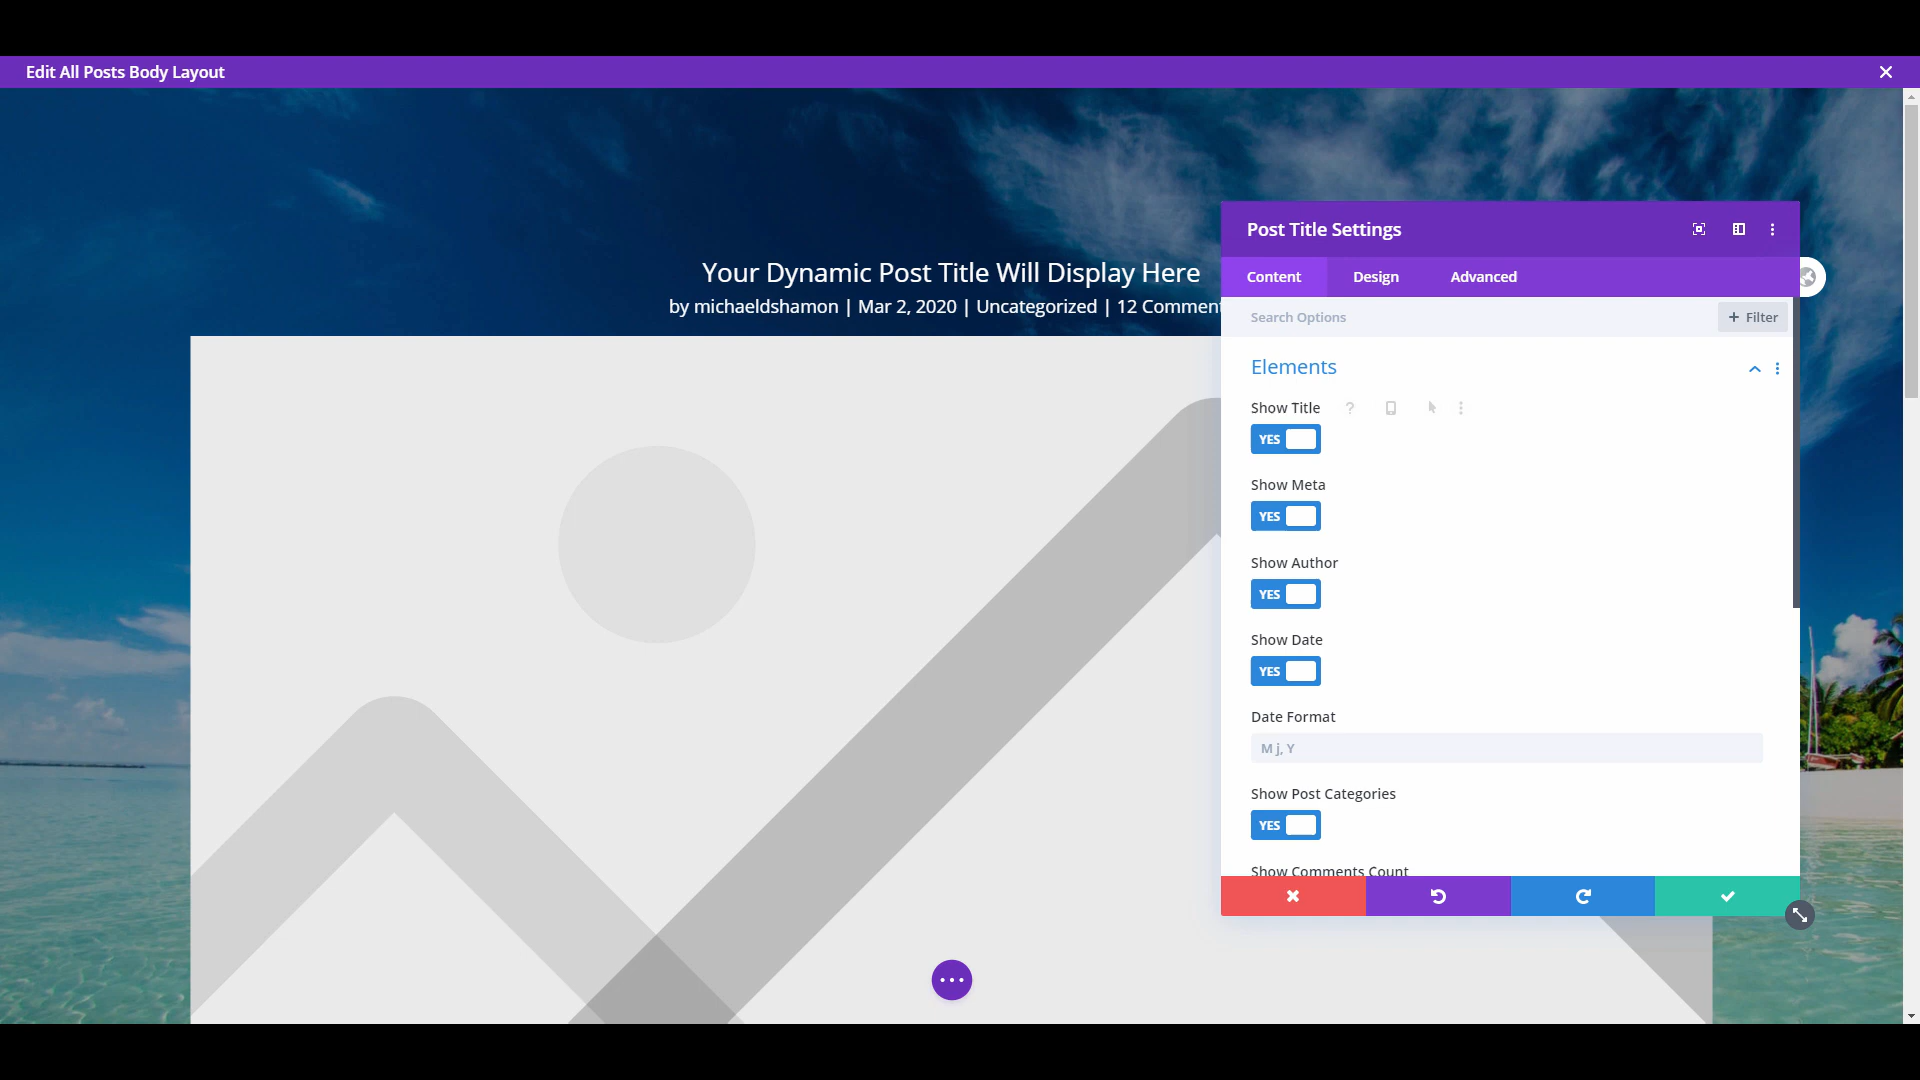 Edit All Posts Body Layout
Your Dynamic Post Title Will Display Here
by michaeldshamon | Mar 2, 2020 | Uncategorized | 12 Comment
Post Title Settings
Content
Design
Advanced
Search Options
+ Filter
Elements
Show Title
?
YES
Show Meta
YES
Show Author
YES
Show Date
YES
Date Format
M j, Y
Show Post Categories
YES
Show Comments Count